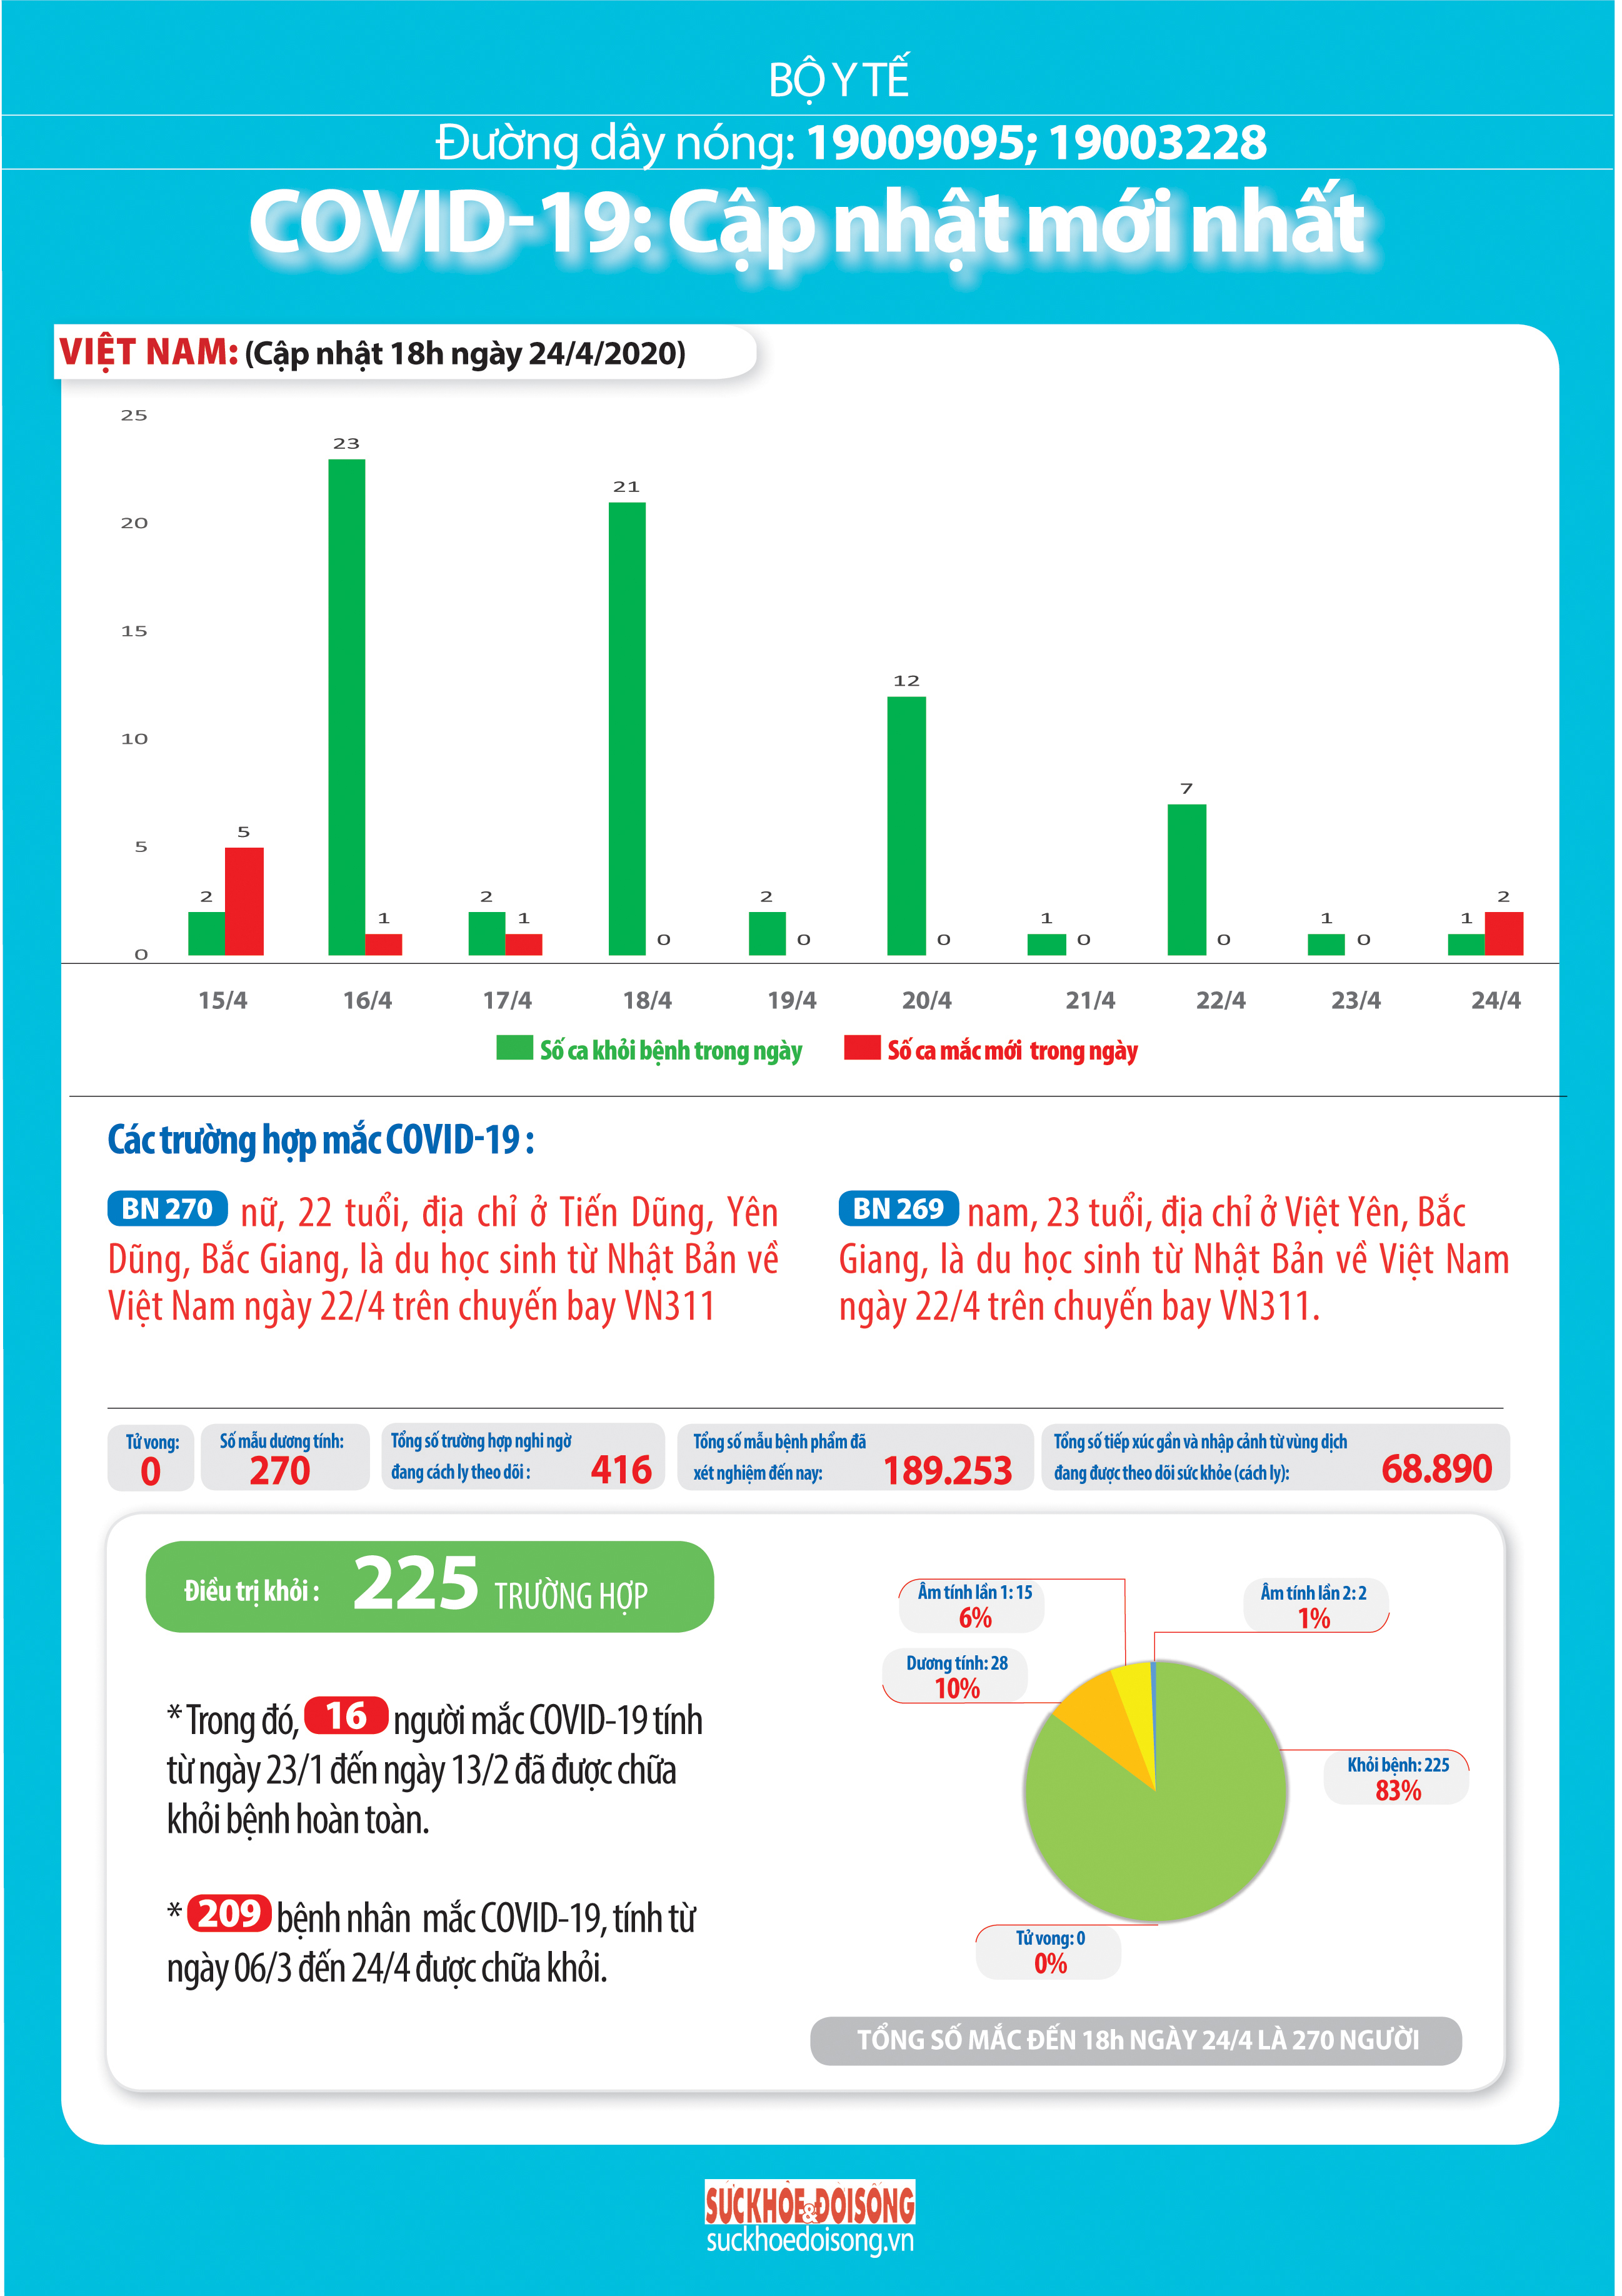 BỘ Y TẾ
Đường dây nóng: 19009095; 19003228
COVID-19: Cập nhật mới nhất
VIỆT NAM: (Cập nhật 18h ngày 24/4/2020)
25
20
15
10
5
0
2 5
23 1
2 1
21 0
2 0
12 0
1 0
7 0
1 0
1 2
15/4 16/4 17/4 18/4 19/4 20/4 21/4 22/4 23/4 24/4
Số ca khỏi bệnh trong ngày Số ca mắc mới trong ngày
Các trường hợp mắc COVID-19 :
BN 270 nữ, 22 tuổi, địa chỉ ở Tiến Dũng, Yên
Dũng, Bắc Giang, là du học sinh từ Nhật Bản về
Việt Nam ngày 22/4 trên chuyến bay VN311
BN 269 nam, 23 tuổi, địa chỉ ở Việt Yên, Bắc
Giang, là du học sinh từ Nhật Bản về Việt Nam
ngày 22/4 trên chuyến bay VN311.
Tử vong:
0
Số mẫu dương tính:
270
Tổng số trường hợp nghi ngờ
đang cách ly theo dõi : 416
Tổng số mẫu bệnh phẩm đã
xét nghiệm đến nay: 189.253
Tổng số tiếp xúc gần và nhập cảnh từ vùng dịch
đang được theo dõi sức khỏe (cách ly): 68.890
Điều trị khỏi : 225 TRƯỜNG HỢP
* Trong đó, 16 người mắc COVID-19 tính
từ ngày 23/1 đến ngày 13/2 đã được chữa
khỏi bệnh hoàn toàn.
* 209 bệnh nhân mắc COVID-19, tính từ
ngày 06/3 đến 24/4 được chữa khỏi.
Âm tính lần 1: 15
6%
Âm tính lần 2: 2
1%
Dương tính: 28
10%
Khỏi bệnh: 225
83%
Tử vong: 0
0%
TỔNG SỐ MẮC ĐẾN 18h NGÀY 24/4 LÀ 270 NGƯỜI
SỨC KHỎE & ĐỜI SỐNG
suckhoedoisong.vn